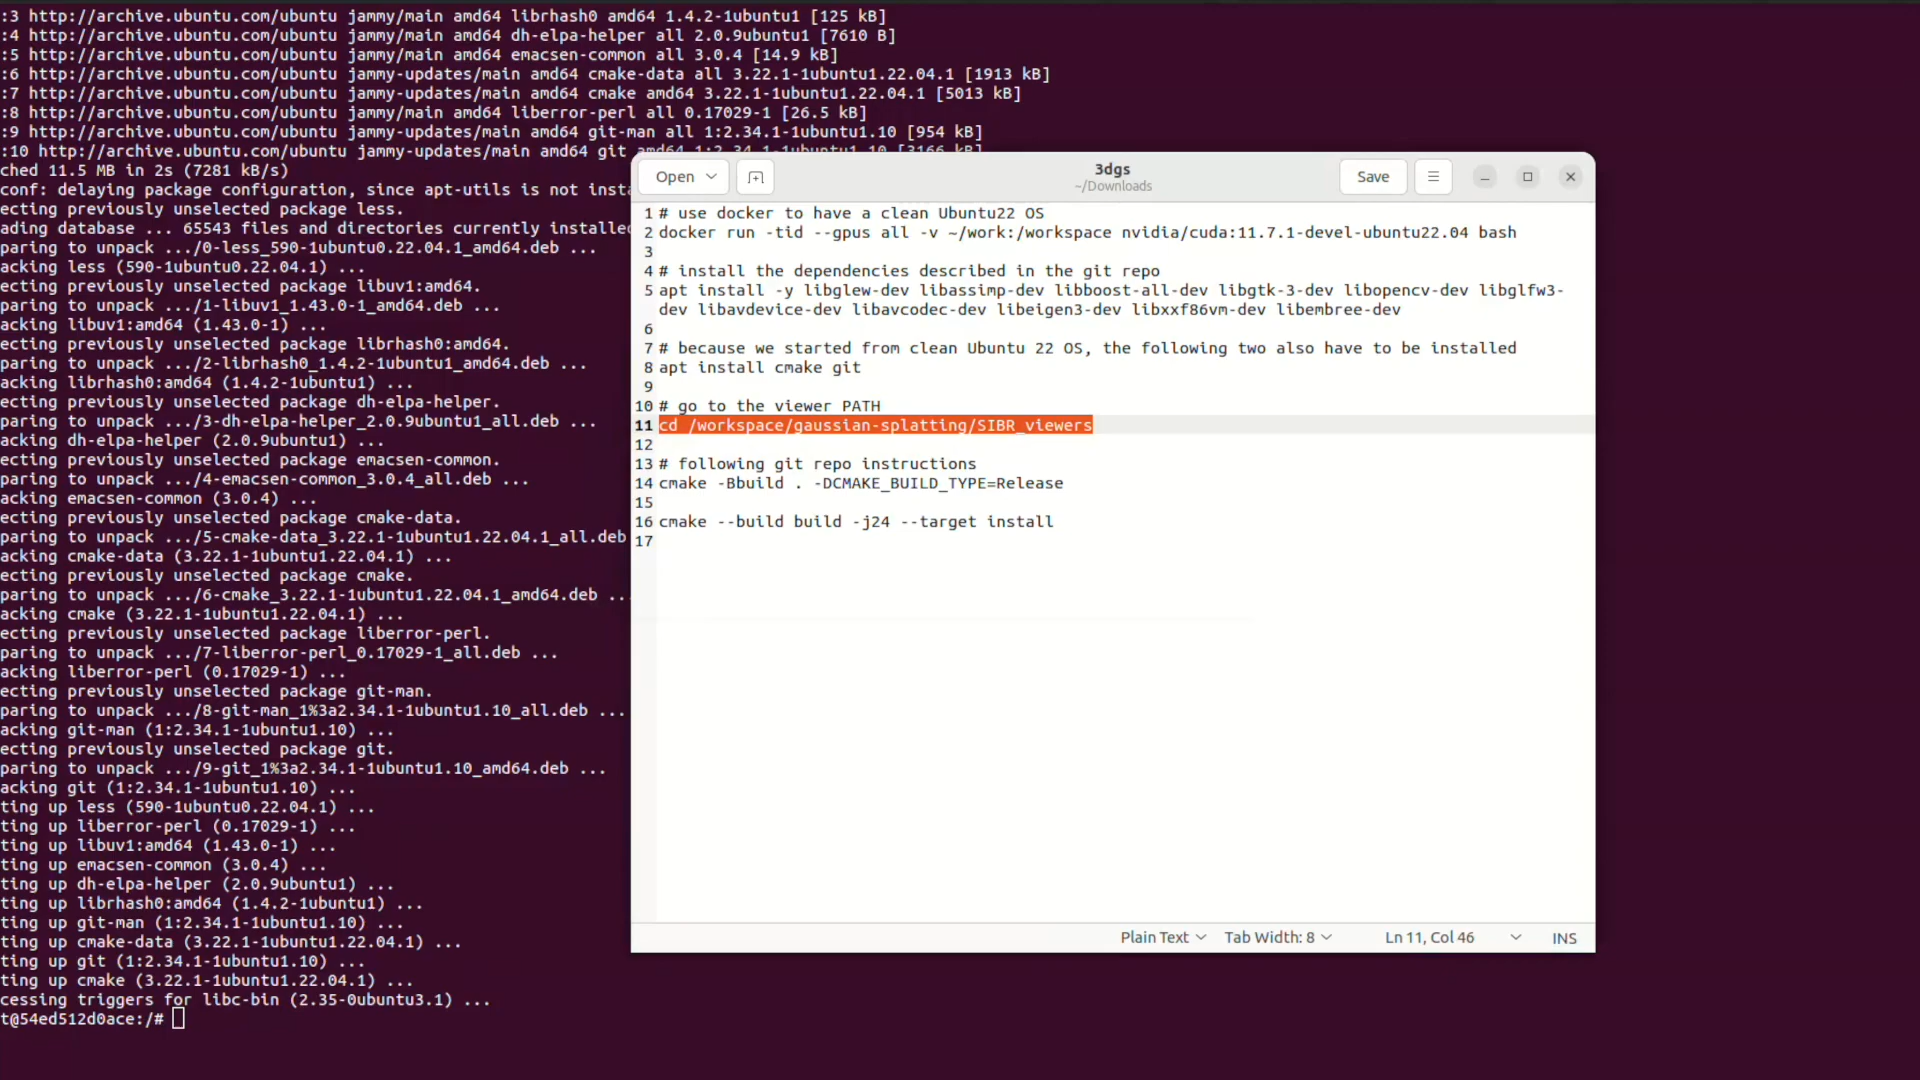 :3 http://archive.ubuntu.com/ubuntu jammy/main amd64 librhash0 amd64 1.4.2-1ubuntu1 [125 kB]
:4 http://archive.ubuntu.com/ubuntu jammy/main amd64 dh-elpa-helper all 2.0.9ubuntu1 [7610 B]
:5 http://archive.ubuntu.com/ubuntu jammy/main amd64 emacsen-common all 3.0.4 [14.9 kB]
:6 http://archive.ubuntu.com/ubuntu jammy-updates/main amd64 cmake-data all 3.22.1-1ubuntu1.22.04.1 [1913 kB]
:7 http://archive.ubuntu.com/ubuntu jammy-updates/main amd64 cmake amd64 3.22.1-1ubuntu1.22.04.1 [5013 kB]
:8 http://archive.ubuntu.com/ubuntu jammy/main amd64 liberror-perl all 0.17029-1 [26.5 kB]
:9 http://archive.ubuntu.com/ubuntu jammy-updates/main amd64 git-man all 1:2.34.1-1ubuntu1.10 [954 kB]
:10 http://archive.ubuntu.com/ubuntu jammy-updates/main amd64 git amd64 1:2.34.1-1ubuntu1.10 [3166 kB]
ched 11.5 MB in 2s (7281 kB/s)
conf: delaying package configuration, since apt-utils is not insta
ecting previously unselected package less.
ading database ... 65543 files and directories currently installed
paring to unpack .../0-less_590-1ubuntu0.22.04.1_amd64.deb ...
acking less (590-1ubuntu0.22.04.1) ...
ecting previously unselected package libuv1:amd64.
paring to unpack .../1-libuv1_1.43.0-1_amd64.deb ...
acking libuv1:amd64 (1.43.0-1) ...
ecting previously unselected package librhash0:amd64.
paring to unpack .../2-librhash0_1.4.2-1ubuntu1_amd64.deb ...
acking librhash0:amd64 (1.4.2-1ubuntu1) ...
ecting previously unselected package dh-elpa-helper.
paring to unpack .../3-dh-elpa-helper_2.0.9ubuntu1_all.deb ...
acking dh-elpa-helper (2.0.9ubuntu1) ...
ecting previously unselected package emacsen-common.
paring to unpack .../4-emacsen-common_3.0.4_all.deb ...
acking emacsen-common (3.0.4) ...
ecting previously unselected package cmake-data.
paring to unpack .../5-cmake-data_3.22.1-1ubuntu1.22.04.1_all.deb
acking cmake-data (3.22.1-1ubuntu1.22.04.1) ...
ecting previously unselected package cmake.
paring to unpack .../6-cmake_3.22.1-1ubuntu1.22.04.1_amd64.deb ...
acking cmake (3.22.1-1ubuntu1.22.04.1) ...
ecting previously unselected package liberror-perl.
paring to unpack .../7-liberror-perl_0.17029-1_all.deb ...
acking liberror-perl (0.17029-1) ...
ecting previously unselected package git-man.
paring to unpack .../8-git-man_1%3a2.34.1-1ubuntu1.10_all.deb ...
acking git-man (1:2.34.1-1ubuntu1.10) ...
ecting previously unselected package git.
paring to unpack .../9-git_1%3a2.34.1-1ubuntu1.10_amd64.deb ...
acking git (1:2.34.1-1ubuntu1.10) ...
ting up less (590-1ubuntu0.22.04.1) ...
ting up liberror-perl (0.17029-1) ...
ting up libuv1:amd64 (1.43.0-1) ...
ting up emacsen-common (3.0.4) ...
ting up dh-elpa-helper (2.0.9ubuntu1) ...
ting up librhash0:amd64 (1.4.2-1ubuntu1) ...
ting up git-man (1:2.34.1-1ubuntu1.10) ...
ting up cmake-data (3.22.1-1ubuntu1.22.04.1) ...
ting up git (1:2.34.1-1ubuntu1.10) ...
ting up cmake (3.22.1-1ubuntu1.22.04.1) ...
cessing triggers for libc-bin (2.35-0ubuntu3.1) ...
t@54ed512d0ace:/#
Open
3dgs
~/Downloads
Save
1 # use docker to have a clean Ubuntu22 OS
2 docker run -tid --gpus all -v ~/work:/workspace nvidia/cuda:11.7.1-devel-ubuntu22.04 bash
3
4 # install the dependencies described in the git repo
5 apt install -y libglew-dev libassimp-dev libboost-all-dev libgtk-3-dev libopencv-dev libglfw3-
dev libavdevice-dev libavcodec-dev libeigen3-dev libxxf86vm-dev libembree-dev
6
7 # because we started from clean Ubuntu 22 OS, the following two also have to be installed
8 apt install cmake git
9
10 # go to the viewer PATH
11 cd /workspace/gaussian-splatting/SIBR_viewers
12
13 # following git repo instructions
14 cmake -Bbuild . -DCMAKE_BUILD_TYPE=Release
15
16 cmake --build build -j24 --target install
17
Plain Text
Tab Width: 8
Ln 11, Col 46
INS